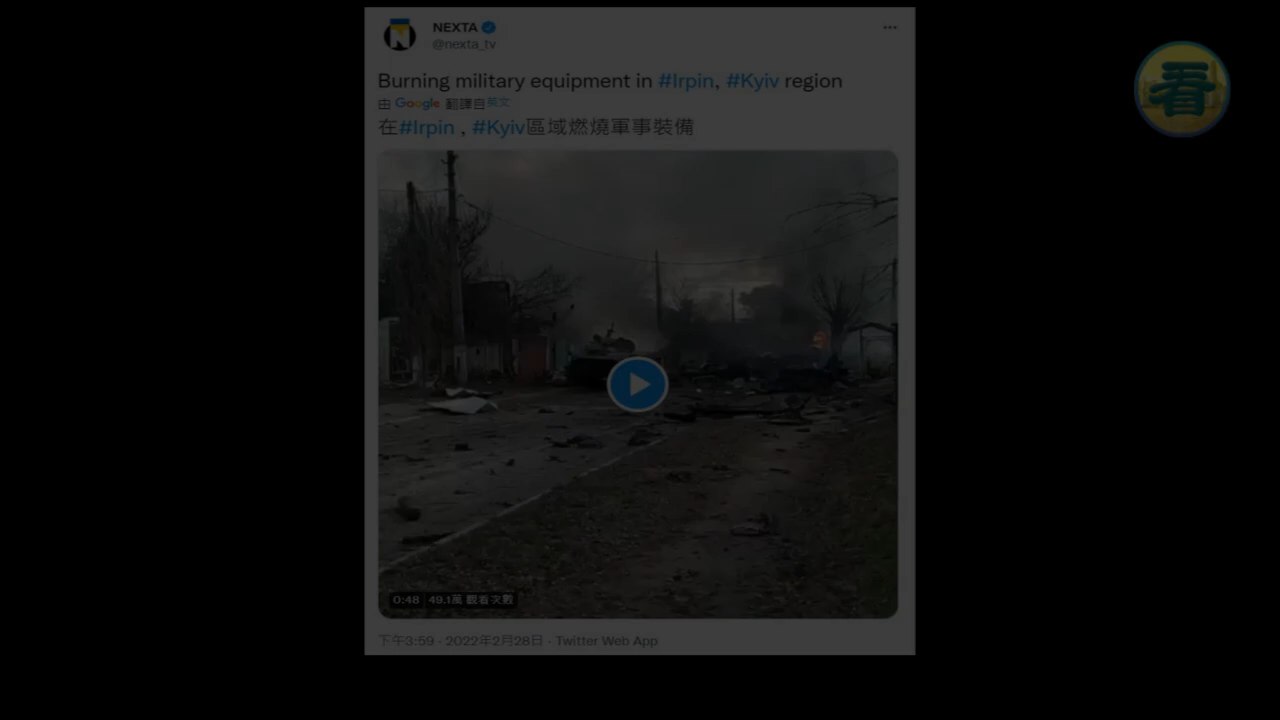 NEXTA
@nexta_tv
Burning military equipment in #Irpin, #Kyiv region
由 Google 翻譯自英文
在#Irpin , #Kyiv區域燃燒軍事裝備
0:48 49.1萬 觀看次數
下午3:59 · 2022年2月28日 · Twitter Web App
看